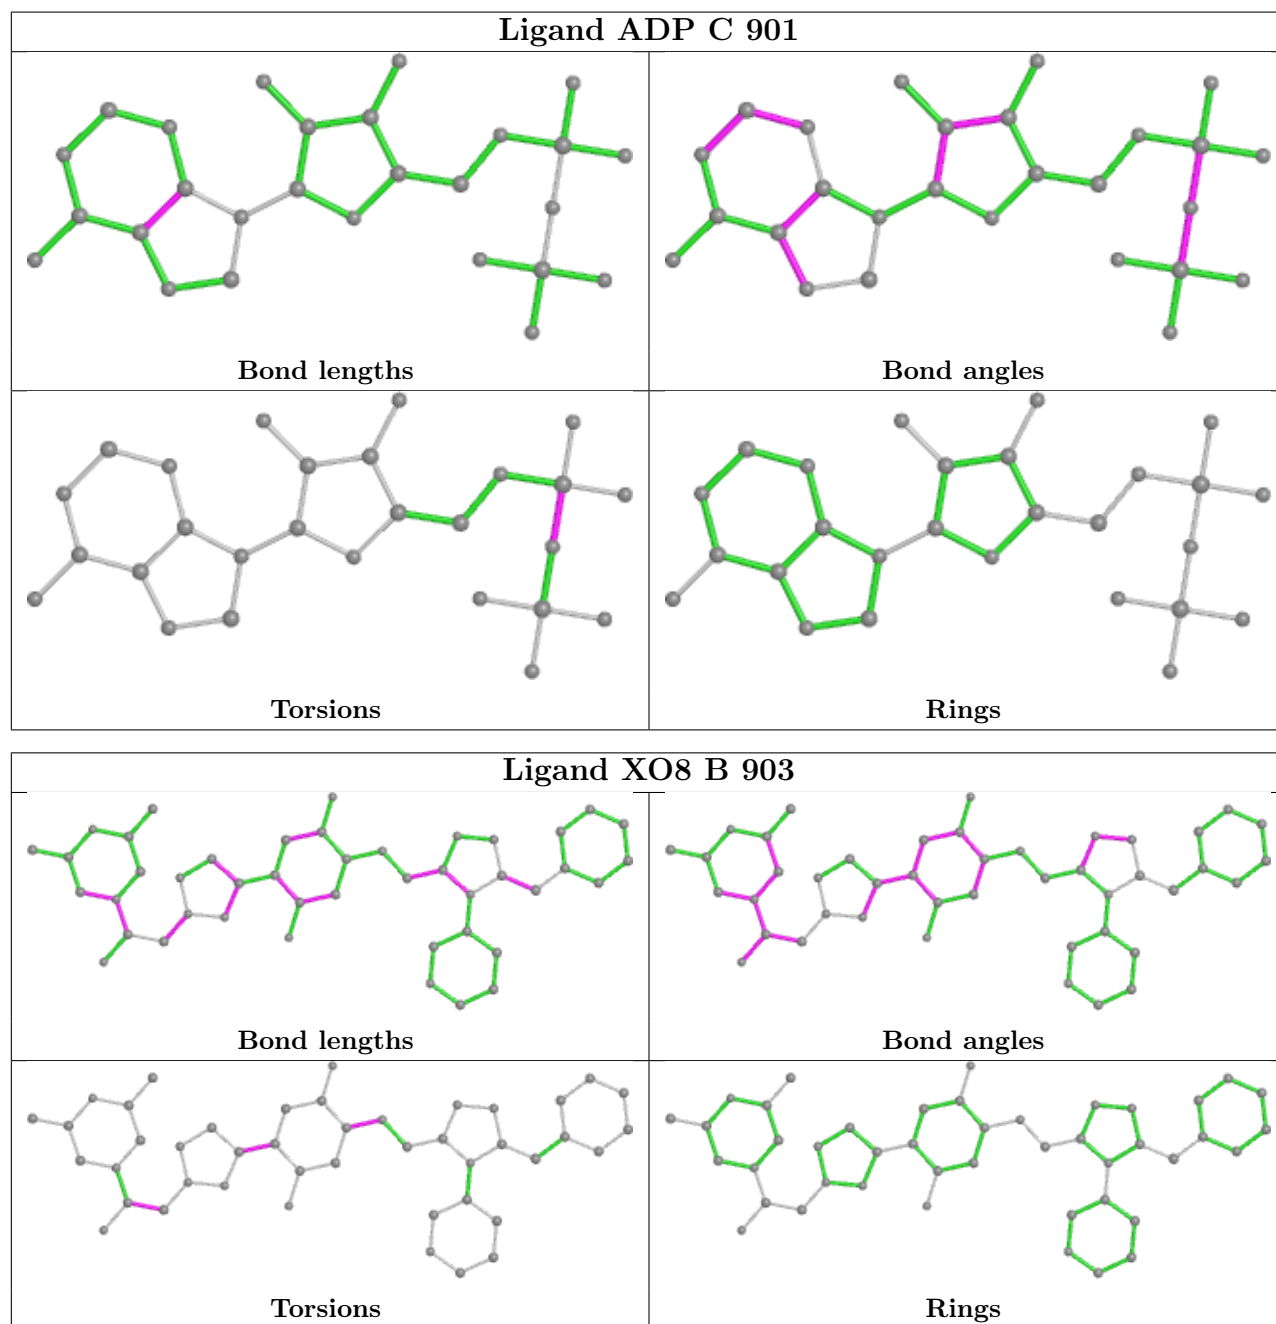 Ligand ADP C 901
Bond lengths
Bond angles
Torsions
Rings
Ligand XO8 B 903
Bond lengths
Bond angles
Torsions
Rings